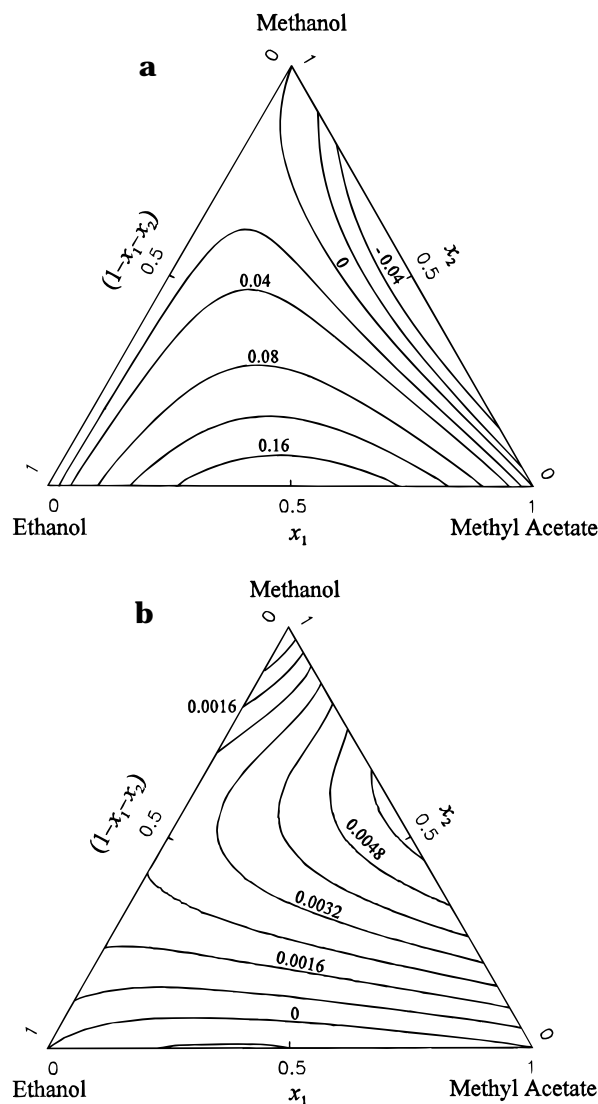 Methanol
a
0 1
(1-x₁-x₂)
0.5
x₂
0.5
0
-0.04
0.04
0.08
0.16
1
0
0
0.5
1
Ethanol
x₁
Methyl Acetate
Methanol
b
0 1
0.0016
(1-x₁-x₂)
0.5
x₂
0.5
0.0048
0.0032
0.0016
0
1
0
0
0.5
1
Ethanol
x₁
Methyl Acetate